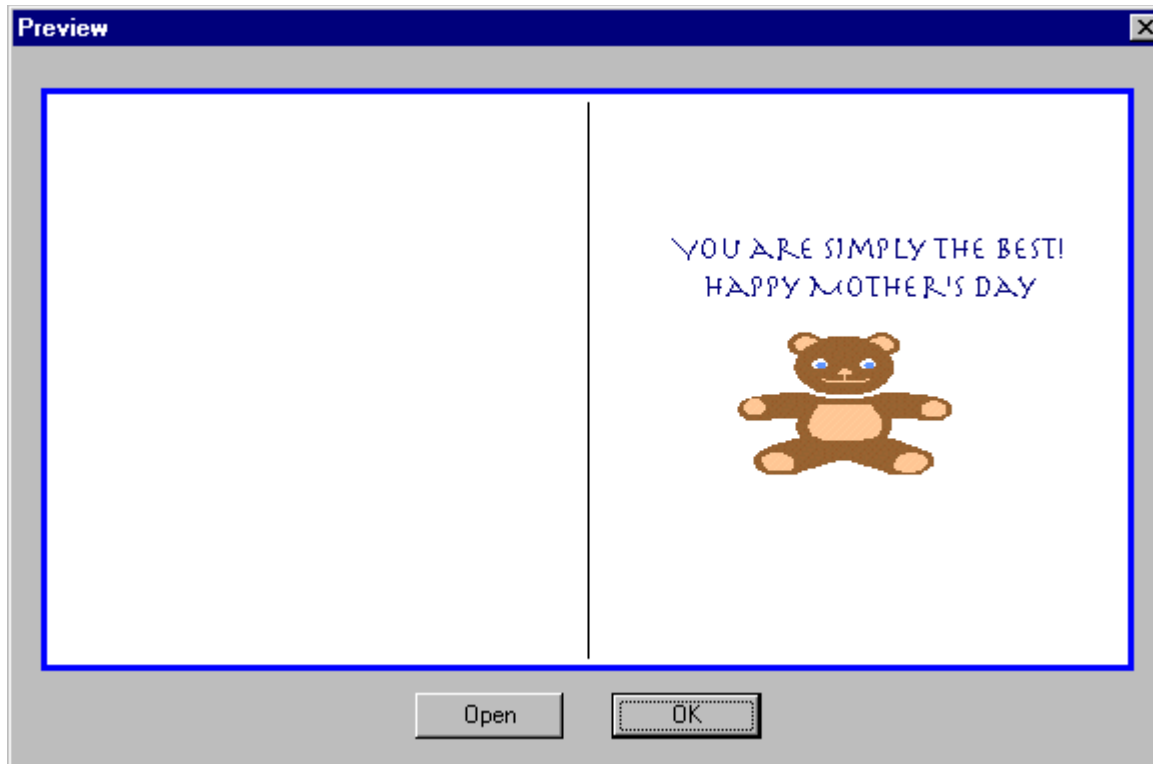 Preview
YOU ARE SIMPLY THE BEST!
HAPPY MOTHER'S DAY
Open
OK